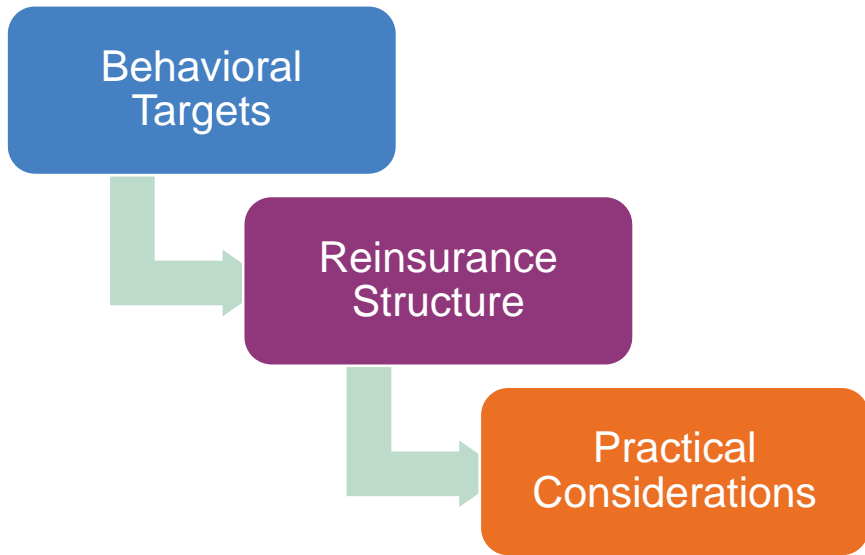 Behavioral
Targets
Reinsurance
Structure
Practical
Considerations